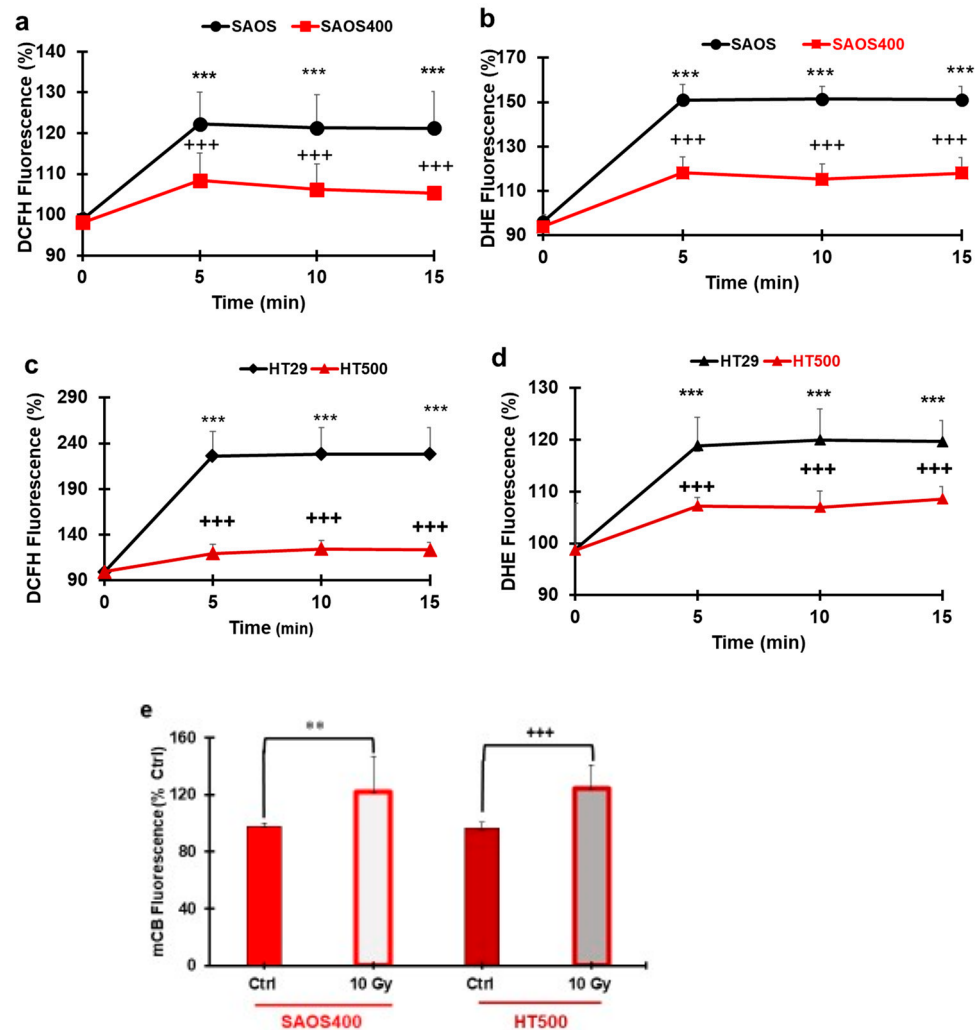 a
SAOS SAOS400
DCFH Fluorescence (%)
140
130
120
110
100
90
*** *** ***
+++ +++ +++
0 5 10 15
Time (min)
b
SAOS SAOS400
DHE Fluorescence (%)
170
150
130
110
90
*** *** ***
+++ +++ +++
0 5 10 15
Time (min)
c
HT29 HT500
DCFH Fluorescence (%)
290
240
190
140
90
*** *** ***
+++ +++ +++
0 5 10 15
Time (min)
d
HT29 HT500
DHE Fluorescence (%)
130
120
110
100
90
*** *** ***
+++ +++ +++
0 5 10 15
Time (min)
e
mCB Fluorescence (% Ctrl)
160
120
80
40
0
** +++
Ctrl 10 Gy Ctrl 10 Gy
SAOS400 HT500